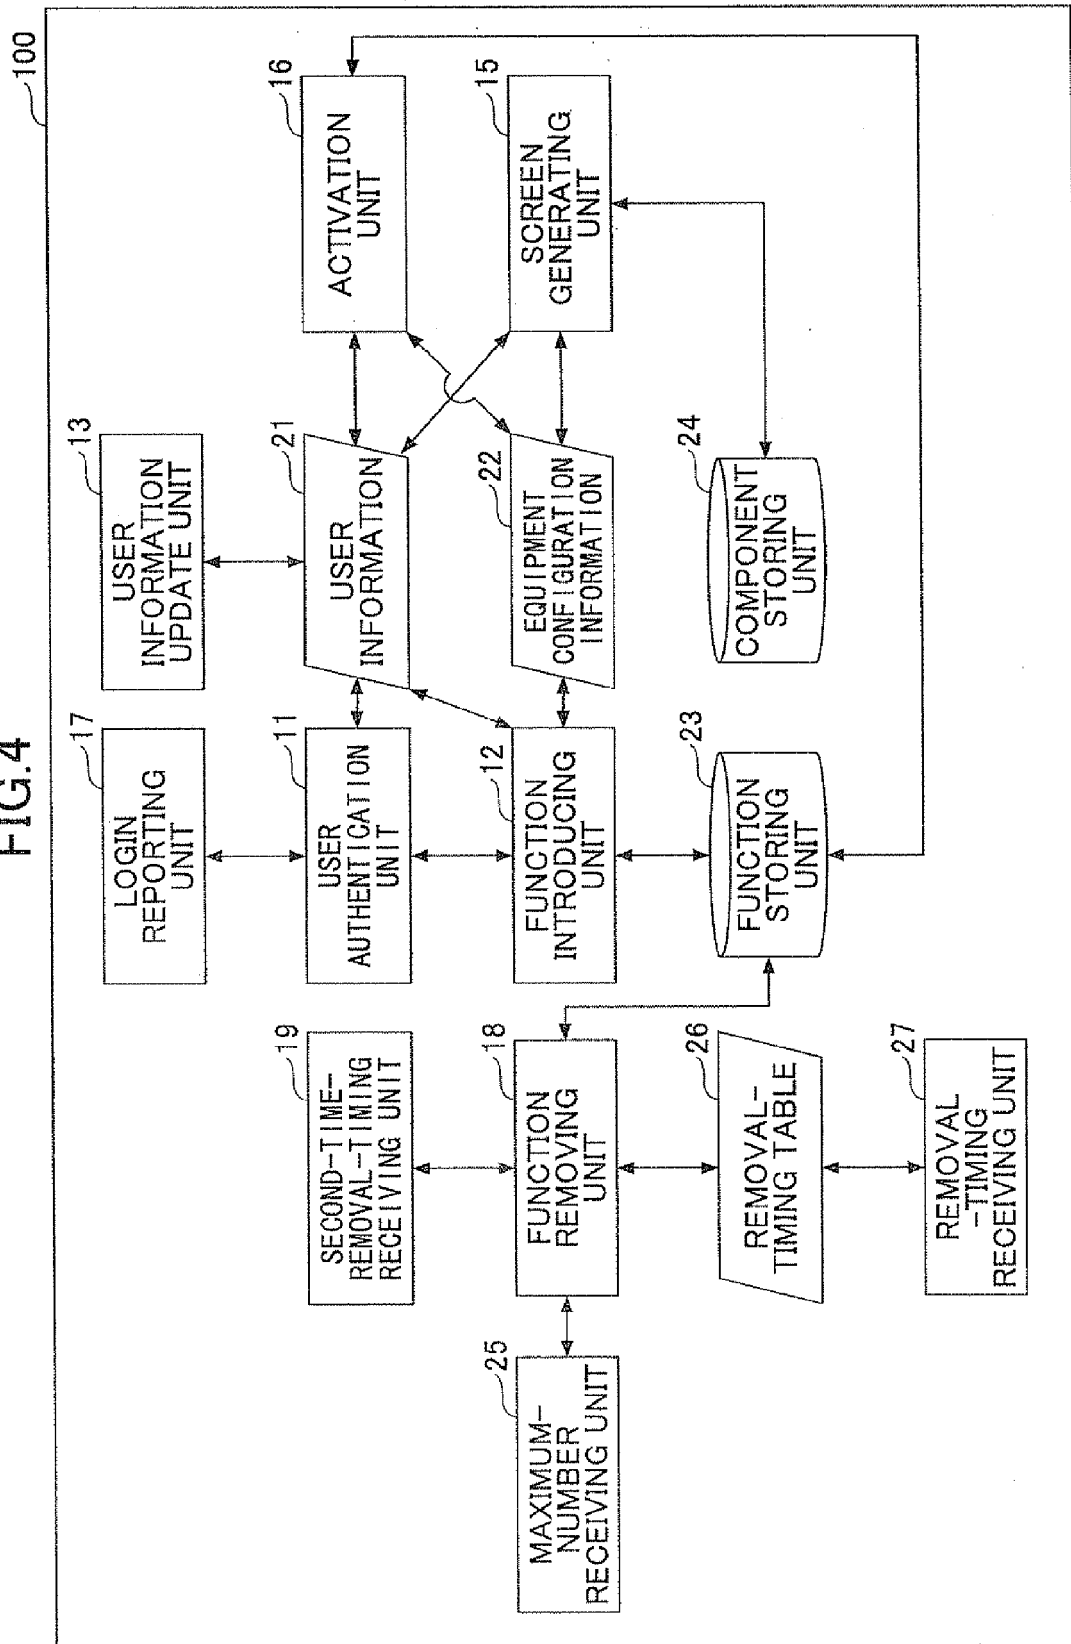 FIG.4
100
LOGIN
REPORTING
UNIT
17
USER
INFORMATION
UPDATE UNIT
13
SECOND-TIME-
REMOVAL-TIMING
RECEIVING UNIT
19
USER
AUTHENTICATION
UNIT
11
USER
INFORMATION
21
ACTIVATION
UNIT
16
MAXIMUM-
NUMBER
RECEIVING UNIT
25
FUNCTION
REMOVING
UNIT
18
FUNCTION
INTRODUCING
UNIT
12
EQUIPMENT
CONFIGURATION
INFORMATION
22
SCREEN
GENERATING
UNIT
15
REMOVAL-
TIMING TABLE
26
FUNCTION
STORING
UNIT
23
COMPONENT
STORING
UNIT
24
REMOVAL
-TIMING
RECEIVING UNIT
27